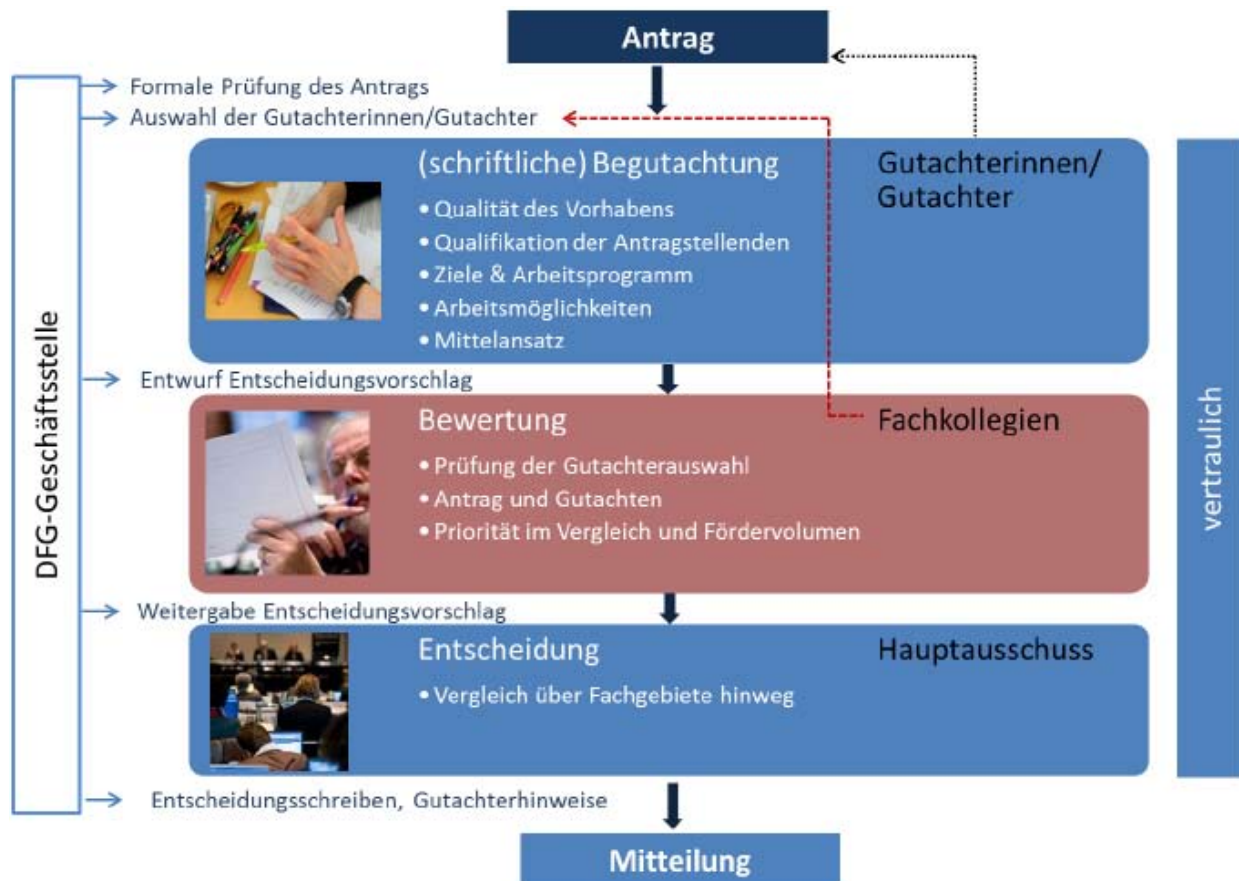 Antrag
Formale Prüfung des Antrags
Auswahl der Gutachterinnen/Gutachter
(schriftliche) Begutachtung
• Qualität des Vorhabens
• Qualifikation der Antragstellenden
• Ziele & Arbeitsprogramm
• Arbeitsmöglichkeiten
• Mittelansatz
Gutachterinnen/
Gutachter
Entwurf Entscheidungsvorschlag
Bewertung
• Prüfung der Gutachterauswahl
• Antrag und Gutachten
• Priorität im Vergleich und Fördervolumen
Fachkollegien
Weitergabe Entscheidungsvorschlag
Entscheidung
• Vergleich über Fachgebiete hinweg
Hauptausschuss
Entscheidungsschreiben, Gutachterhinweise
Mitteilung
DFG-Geschäftsstelle
vertraulich